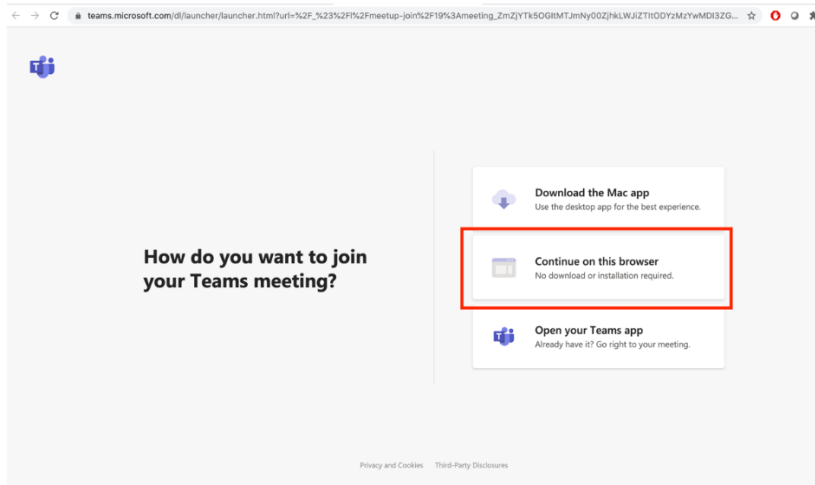 teams.microsoft.com/dl/launcher/launcher.html?url=%2F_%23%2Fl%2Fmeetup-join%2F19%3Ameeting_ZmZjYTk5OGItMTJmNy00ZjhkLWJiZTItODYzMzYwMDI3ZG...
Download the Mac app
Use the desktop app for the best experience.
How do you want to join
your Teams meeting?
Continue on this browser
No download or installation required.
Open your Teams app
Already have it? Go right to your meeting.
Privacy and Cookies Third-Party Disclosures